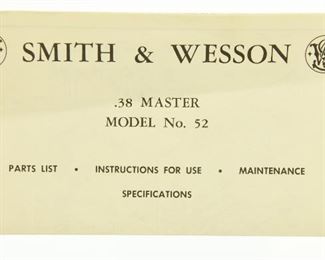 SMITH & WESSON
.38 MASTER
MODEL No. 52
PARTS LIST • INSTRUCTIONS FOR USE • MAINTENANCE
SPECIFICATIONS